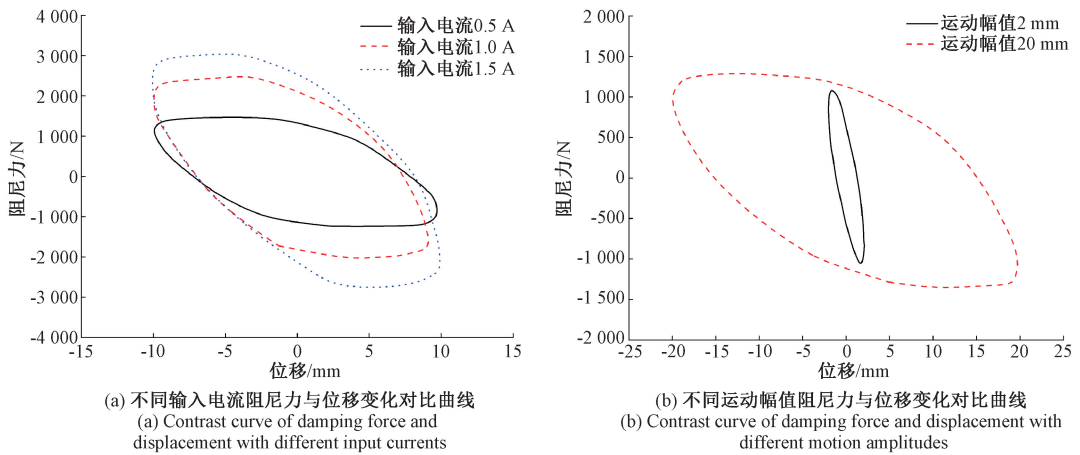 4 000
3 000
2 000
1 000
0
-1 000
-2 000
-3 000
-4 000
阻尼力/N
输入电流0.5 A
输入电流1.0 A
输入电流1.5 A
-15
-10
-5
0
5
10
15
位移/mm
(a) 不同输入电流阻尼力与位移变化对比曲线
(a) Contrast curve of damping force and
displacement with different input currents
2 000
1 500
1 000
500
0
-500
-1 000
-1 500
-2 000
阻尼力/N
运动幅值2 mm
运动幅值20 mm
-25
-20
-15
-10
-5
0
5
10
15
20
25
位移/mm
(b) 不同运动幅值阻尼力与位移变化对比曲线
(b) Contrast curve of damping force and displacement with
different motion amplitudes